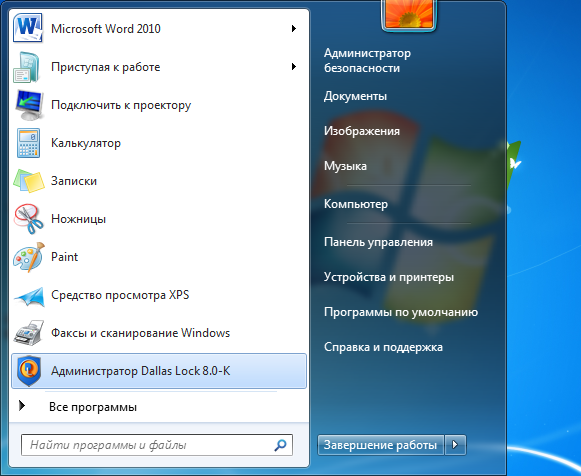 Microsoft Word 2010
Приступая к работе
Подключить к проектору
Калькулятор
Записки
Ножницы
Paint
Средство просмотра XPS
Факсы и сканирование Windows
Администратор Dallas Lock 8.0-K
Все программы
Найти программы и файлы
Администратор
безопасности
Документы
Изображения
Музыка
Компьютер
Панель управления
Устройства и принтеры
Программы по умолчанию
Справка и поддержка
Завершение работы